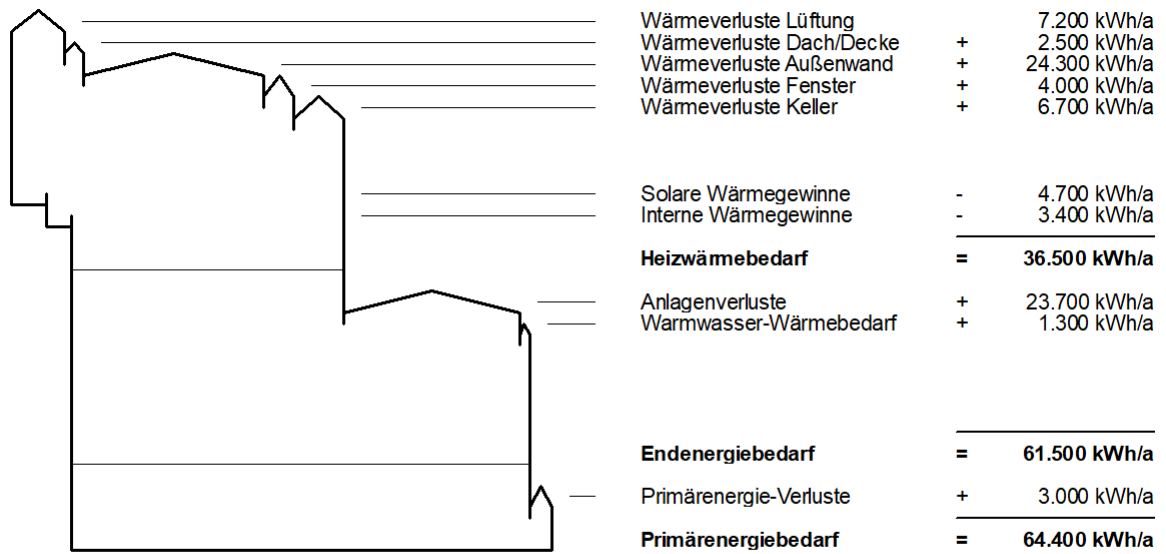 Wärmeverluste Lüftung 7.200 kWh/a
Wärmeverluste Dach/Decke + 2.500 kWh/a
Wärmeverluste Außenwand + 24.300 kWh/a
Wärmeverluste Fenster + 4.000 kWh/a
Wärmeverluste Keller + 6.700 kWh/a
Solare Wärmegewinne - 4.700 kWh/a
Interne Wärmegewinne - 3.400 kWh/a
Heizwärmebedarf = 36.500 kWh/a
Anlagenverluste + 23.700 kWh/a
Warmwasser-Wärmebedarf + 1.300 kWh/a
Endenergiebedarf = 61.500 kWh/a
Primärenergie-Verluste + 3.000 kWh/a
Primärenergiebedarf = 64.400 kWh/a